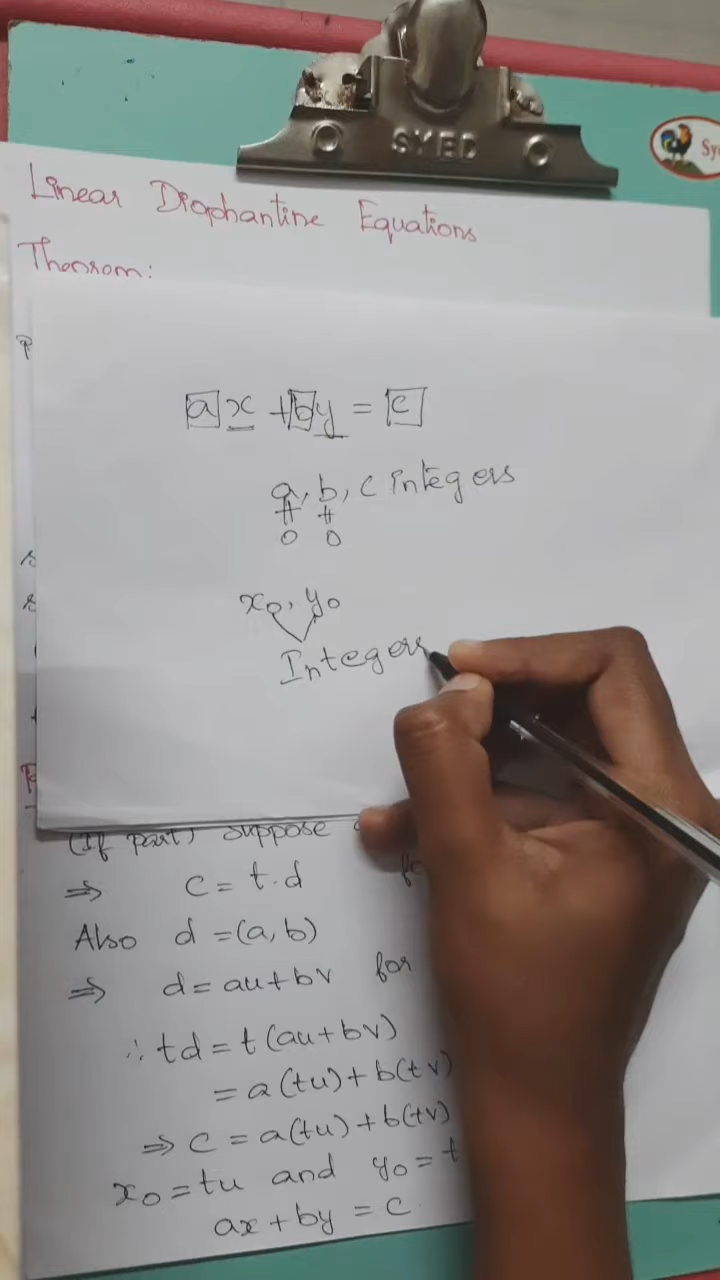 SYED
Sy
Linear Diophantine Equations
Theorem:
ax + by = c
a, b, c integers
≠ ≠
0 0
x0, y0
Integers
(If part) Suppose
⇒ c = t.d
Also d = (a, b)
⇒ d = au + bv for
∴ td = t(au + bv)
= a(tu) + b(tv)
⇒ c = a(tu) + b(tv)
x0 = tu and y0 = t
ax + by = c.